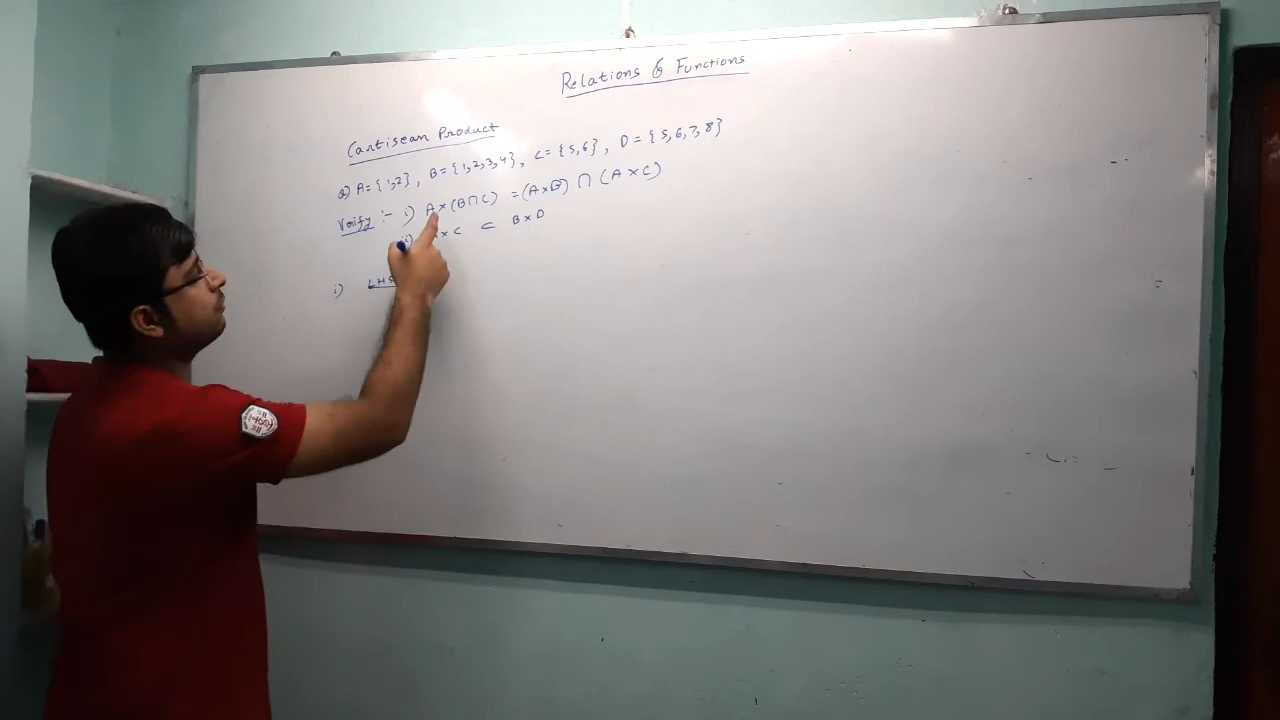 Relations & Functions
Cartisean Product
Q) A = {1,2} , B = {1,2,3,4} , C = {5,6} , D = {5,6,7,8}
Verify :- i) A × (B ∩ C) = (A × B) ∩ (A × C)
ii) × C ⊂ B × D
i) LHS